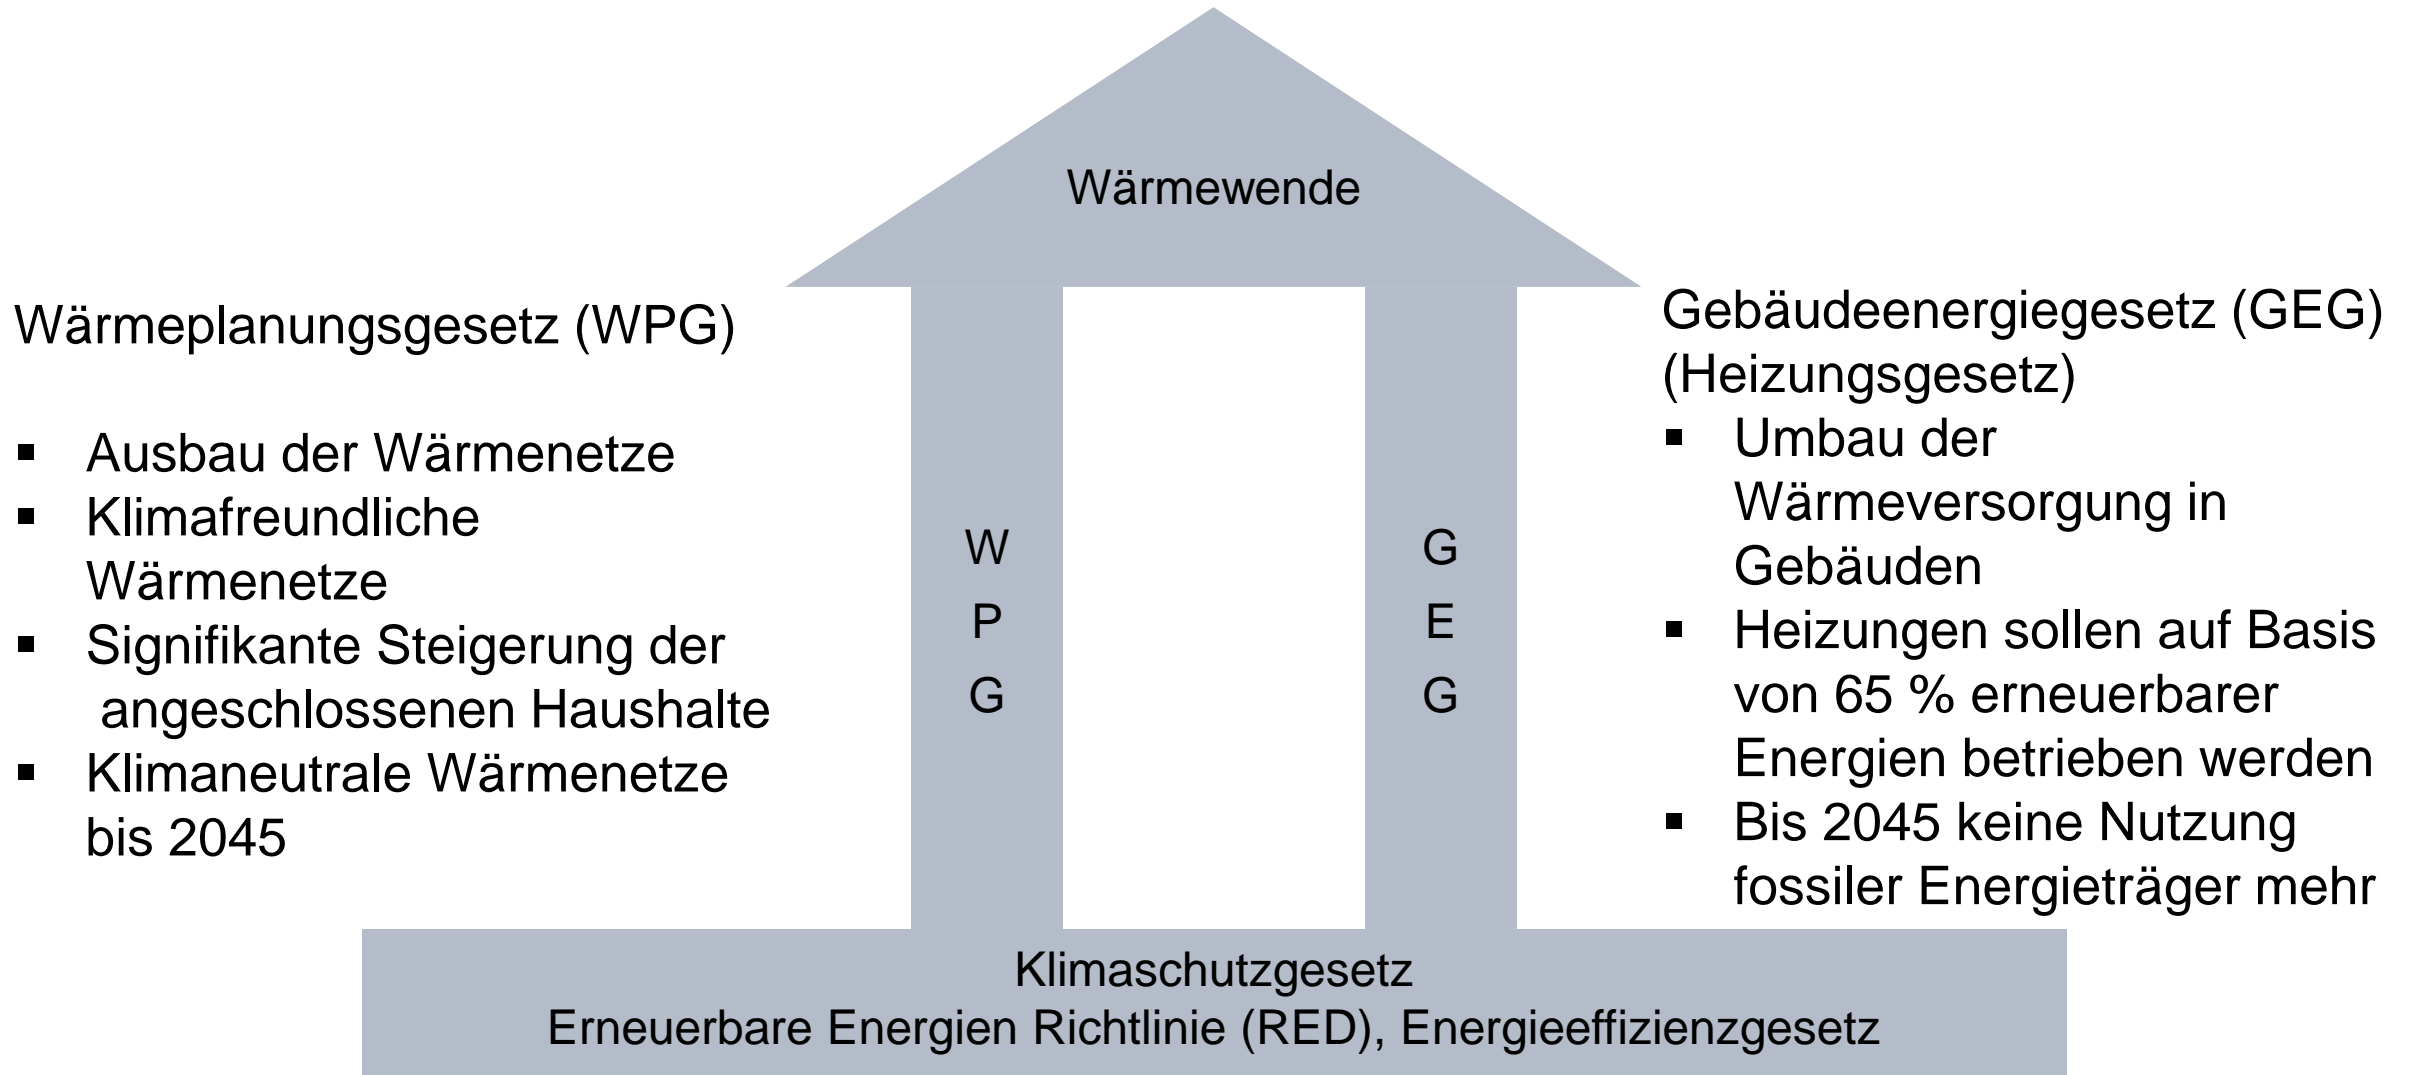 Wärmewende
Wärmeplanungsgesetz (WPG)
▪ Ausbau der Wärmenetze
▪ Klimafreundliche
Wärmenetze
▪ Signifikante Steigerung der
angeschlossenen Haushalte
▪ Klimaneutrale Wärmenetze
bis 2045
W
P
G
G
E
G
Gebäudeenergiegesetz (GEG)
(Heizungsgesetz)
▪ Umbau der
Wärmeversorgung in
Gebäuden
▪ Heizungen sollen auf Basis
von 65 % erneuerbarer
Energien betrieben werden
▪ Bis 2045 keine Nutzung
fossiler Energieträger mehr
Klimaschutzgesetz
Erneuerbare Energien Richtlinie (RED), Energieeffizienzgesetz